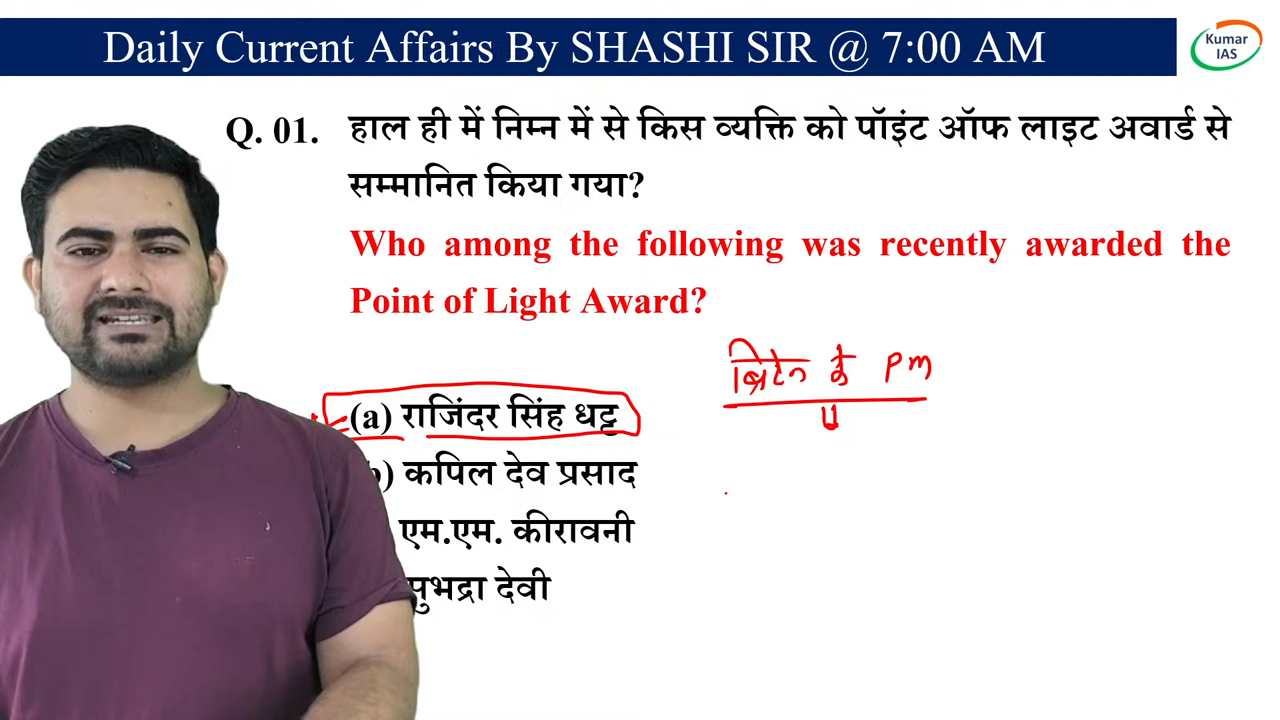 Daily Current Affairs By SHASHI SIR @ 7:00 AM
Kumar
IAS
Q. 01. हाल ही में निम्न में से किस व्यक्ति को पॉइंट ऑफ लाइट अवार्ड से
सम्मानित किया गया?
Who among the following was recently awarded the
Point of Light Award?
ब्रिटेन के PM
(a) राजिंदर सिंह धट्ट
b) कपिल देव प्रसाद
एम.एम. कीरावनी
सुभद्रा देवी